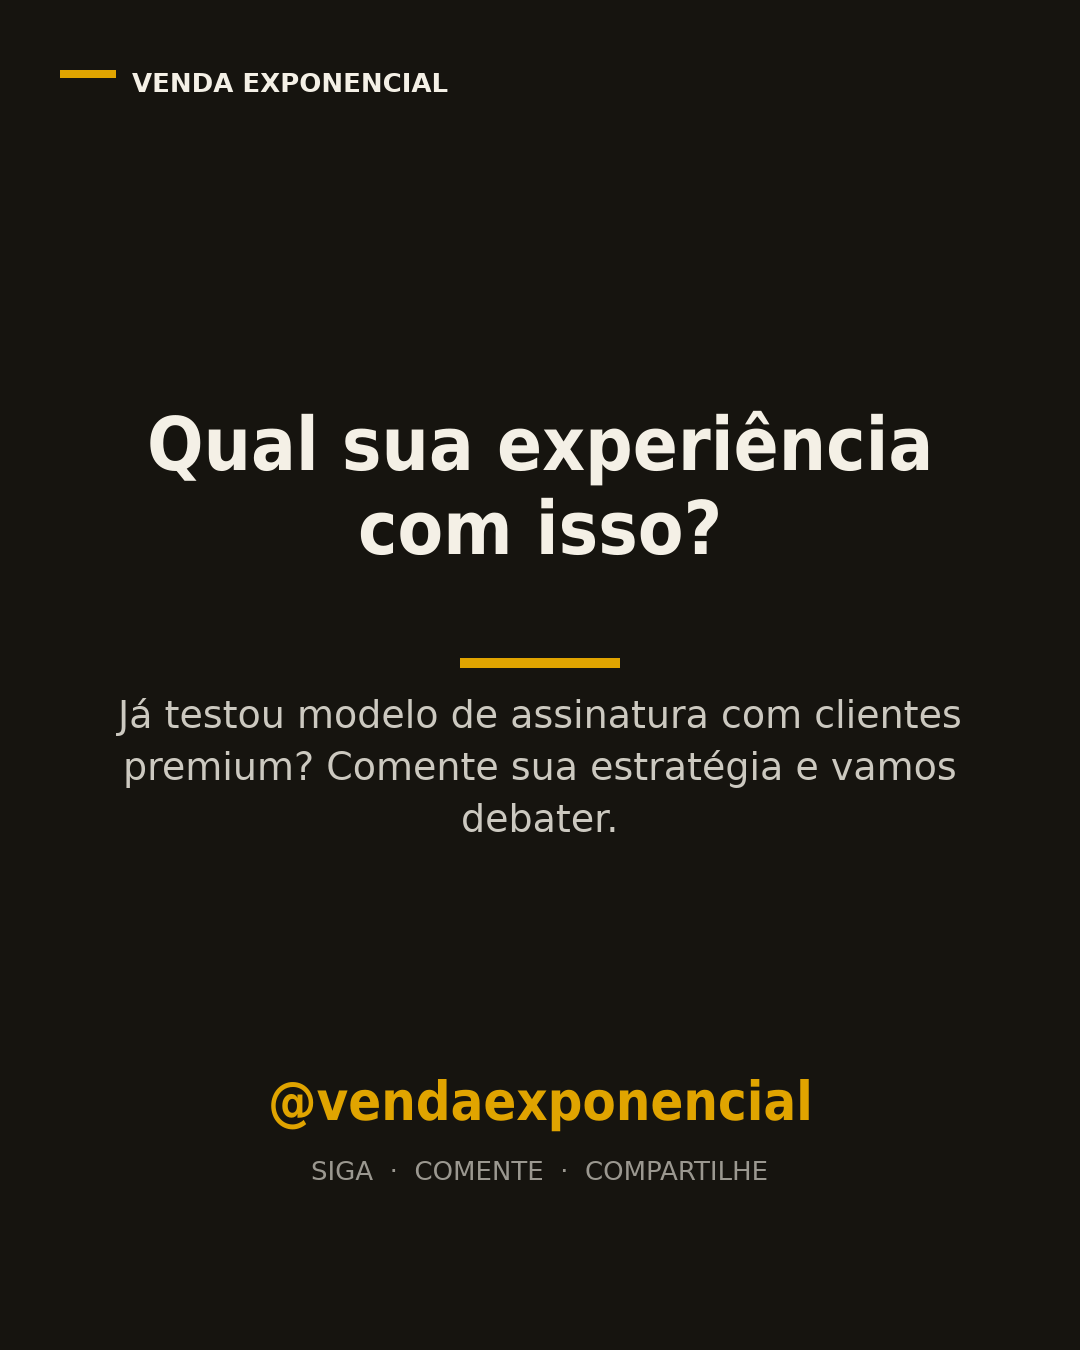 VENDA EXPONENCIAL
Qual sua experiência
com isso?
Já testou modelo de assinatura com clientes
premium? Comente sua estratégia e vamos
debater.
@vendaexponencial
SIGA · COMENTE · COMPARTILHE